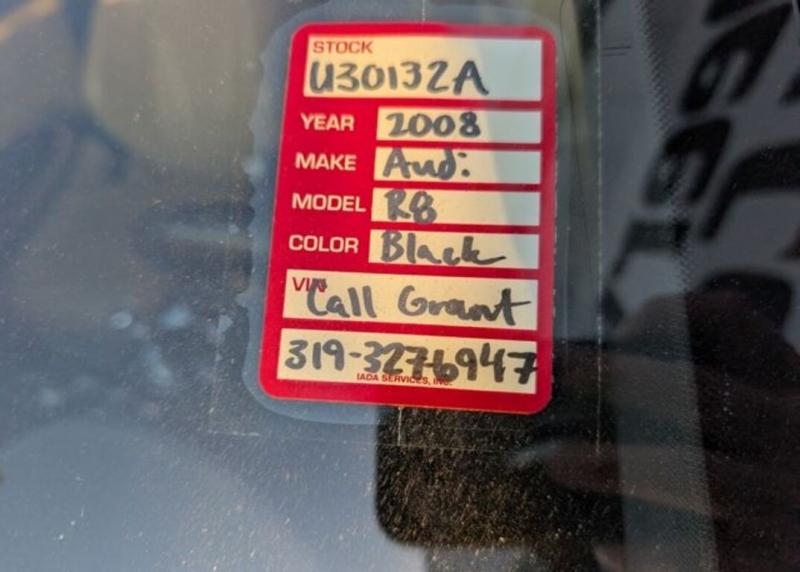 STOCK
U30132A
YEAR 2008
MAKE Audi
MODEL R8
COLOR Black
VIN
Call Grant
319-3276947
IADA SERVICES, INC.